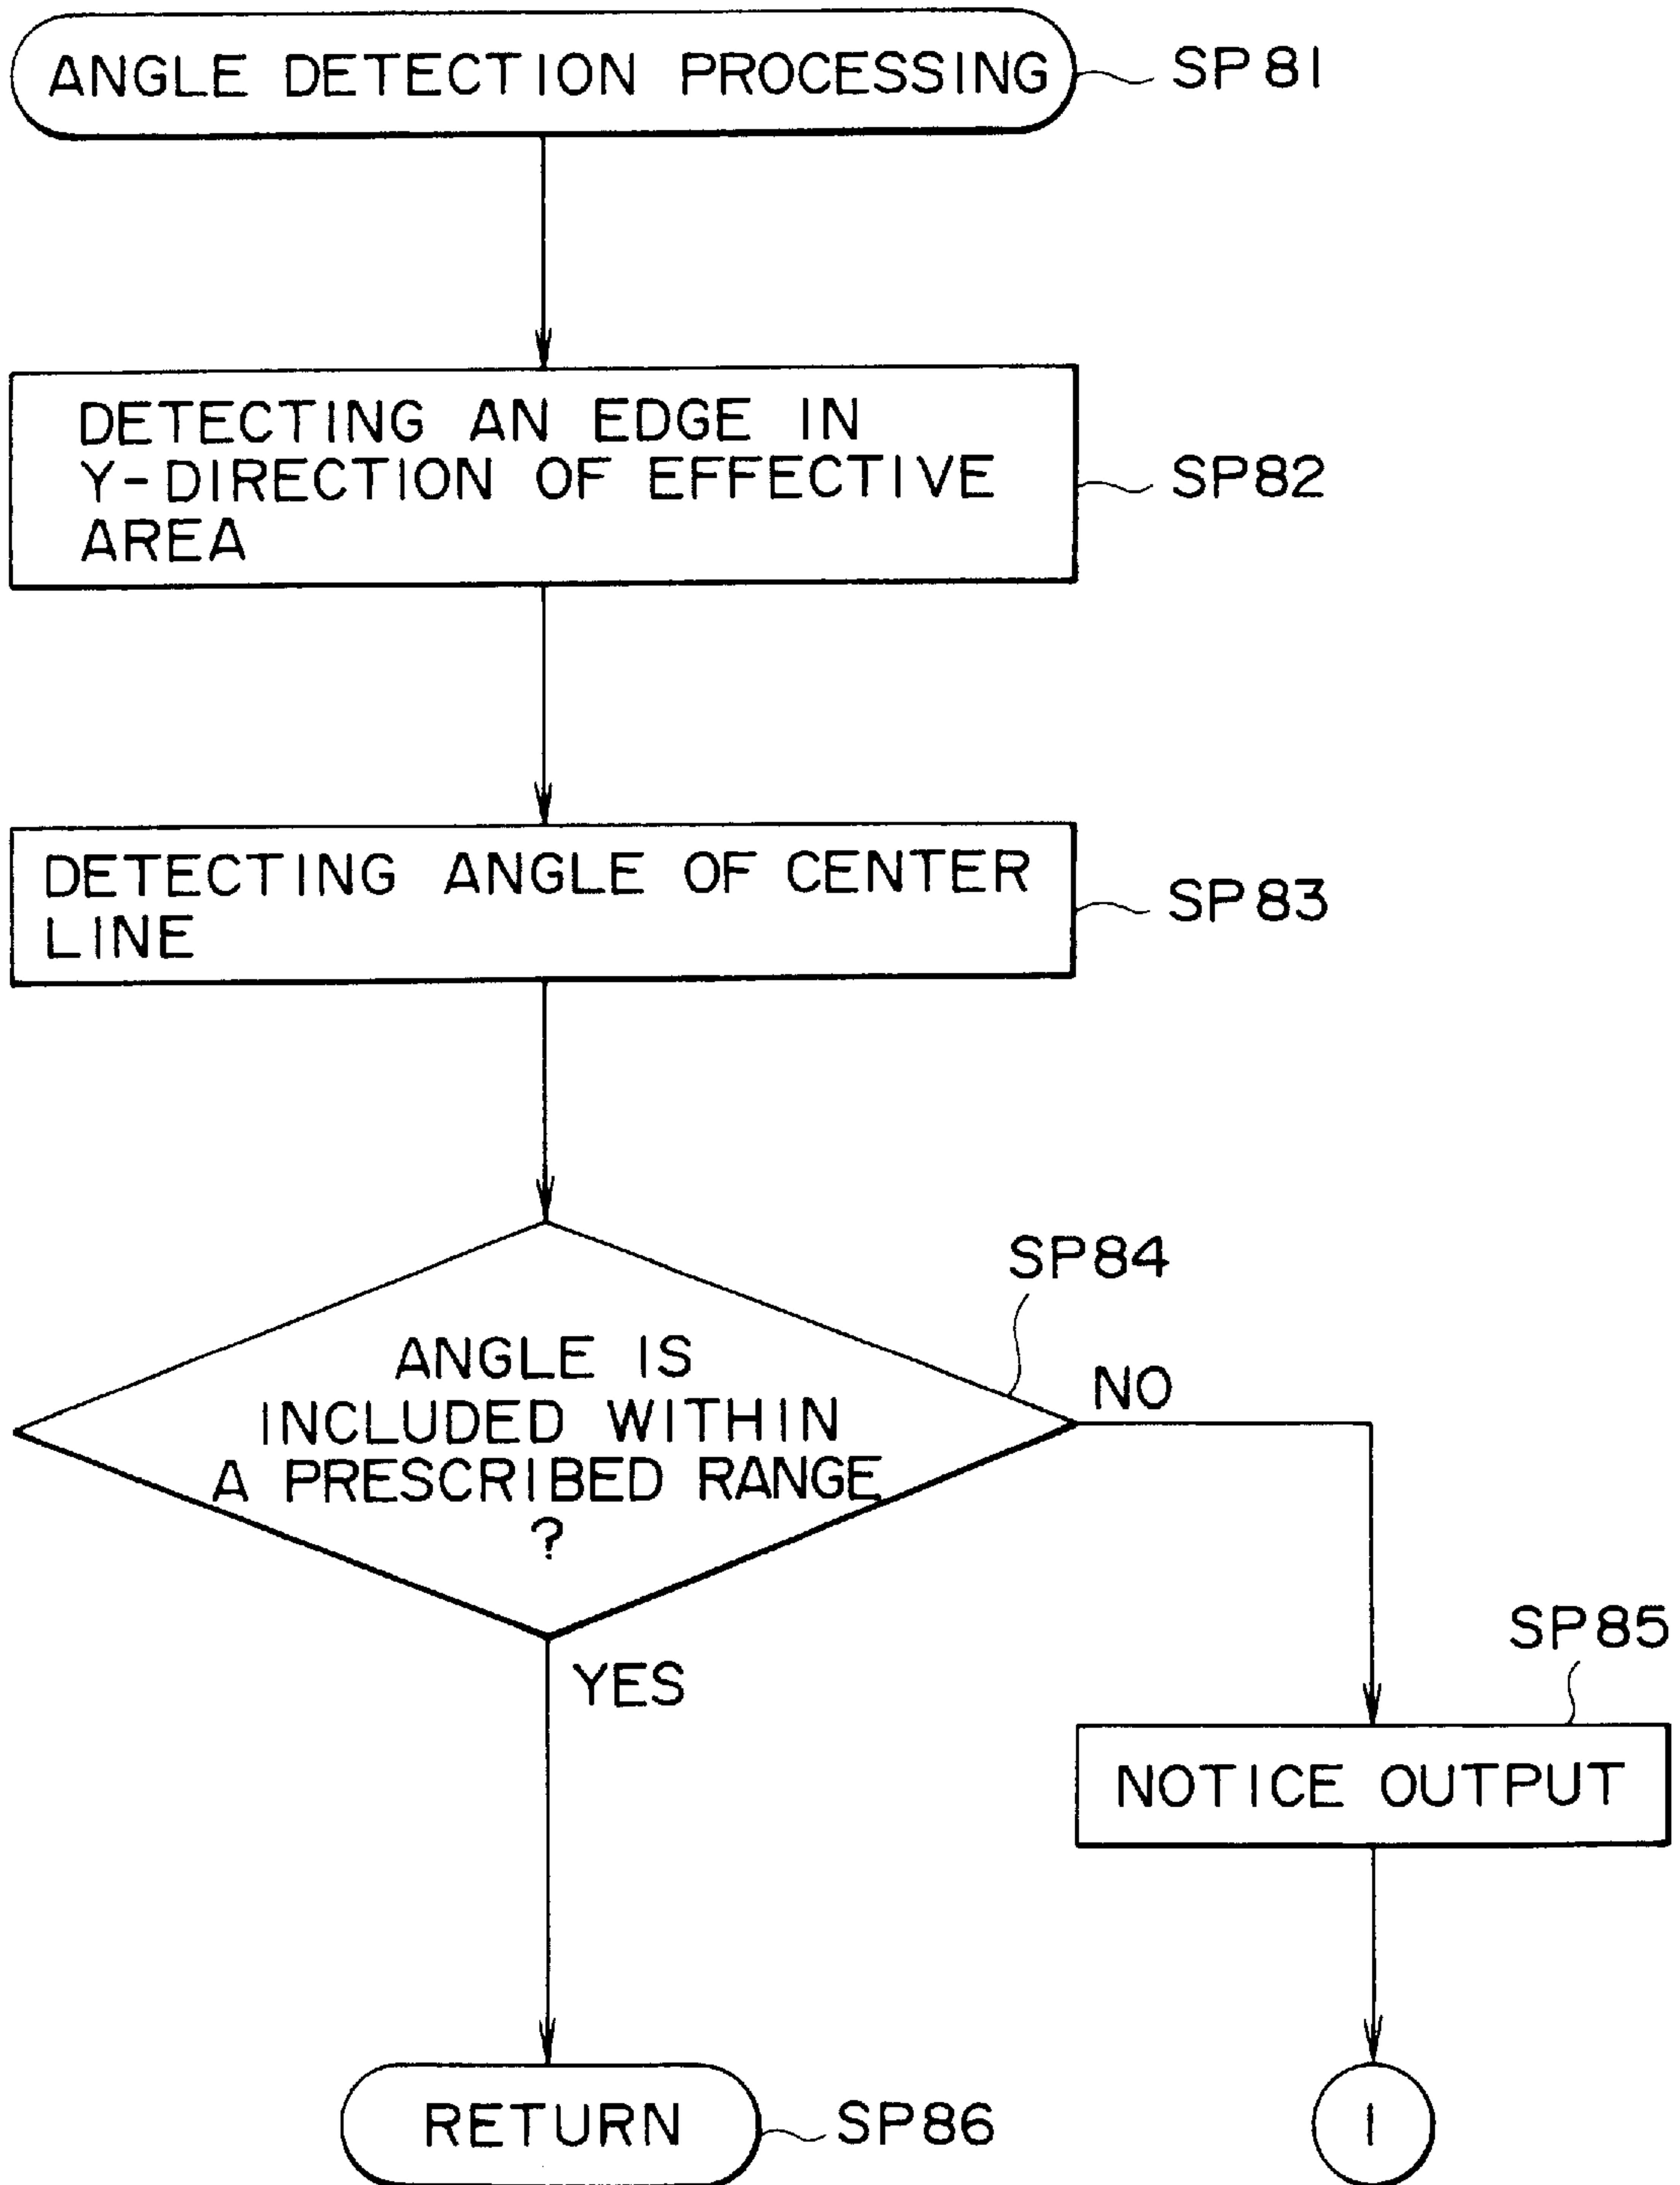 ANGLE DETECTION PROCESSING
SP81
DETECTING AN EDGE IN
Y-DIRECTION OF EFFECTIVE
AREA
SP82
DETECTING ANGLE OF CENTER
LINE
SP83
SP84
ANGLE IS
INCLUDED WITHIN
A PRESCRIBED RANGE
?
NO
YES
SP85
NOTICE OUTPUT
RETURN
SP86
1